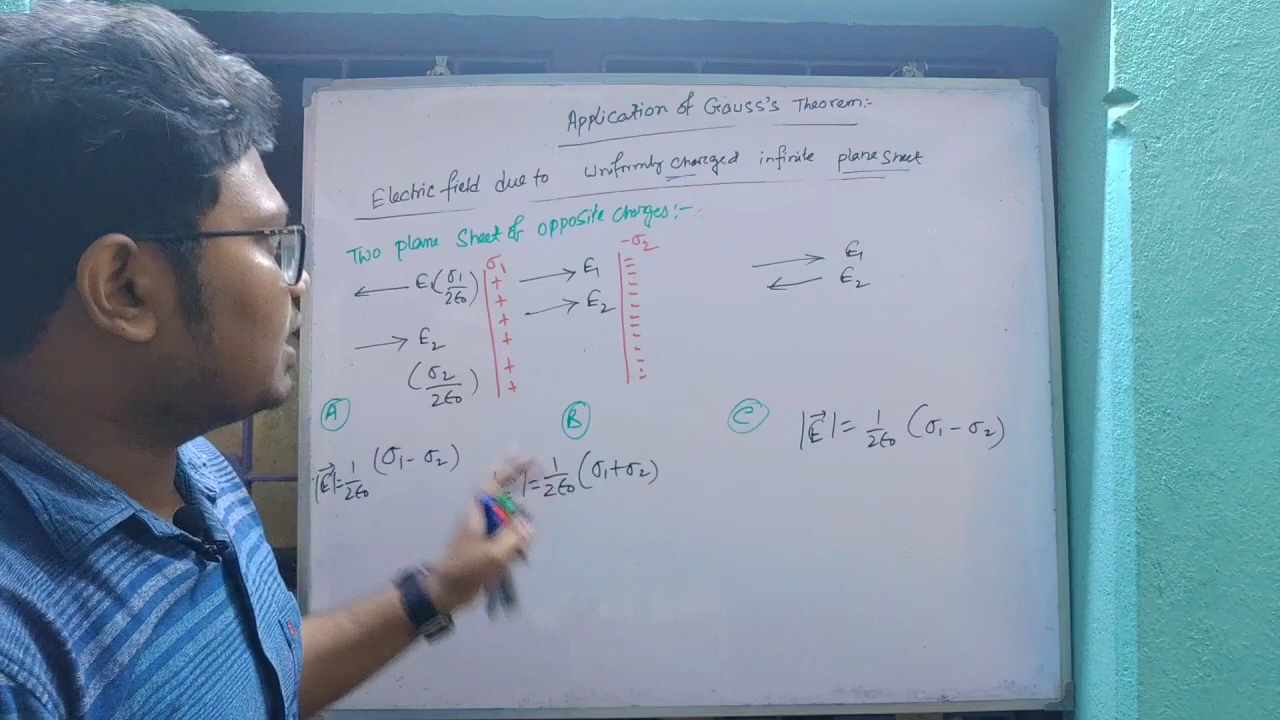 Application of Gauss's Theorem:-
Electric field due to uniformly charged infinite plane sheet
Two plane sheet of opposite charges:-
σ₁
-σ₂
E₁(σ₁/2ε₀)
E₁
E₁
E₂
E₂
E₂
(σ₂/2ε₀)
A
B
C
|E⃗|=1/2ε₀ (σ₁-σ₂)
|=1/2ε₀ (σ₁+σ₂)
|E⃗|=1/2ε₀ (σ₁-σ₂)